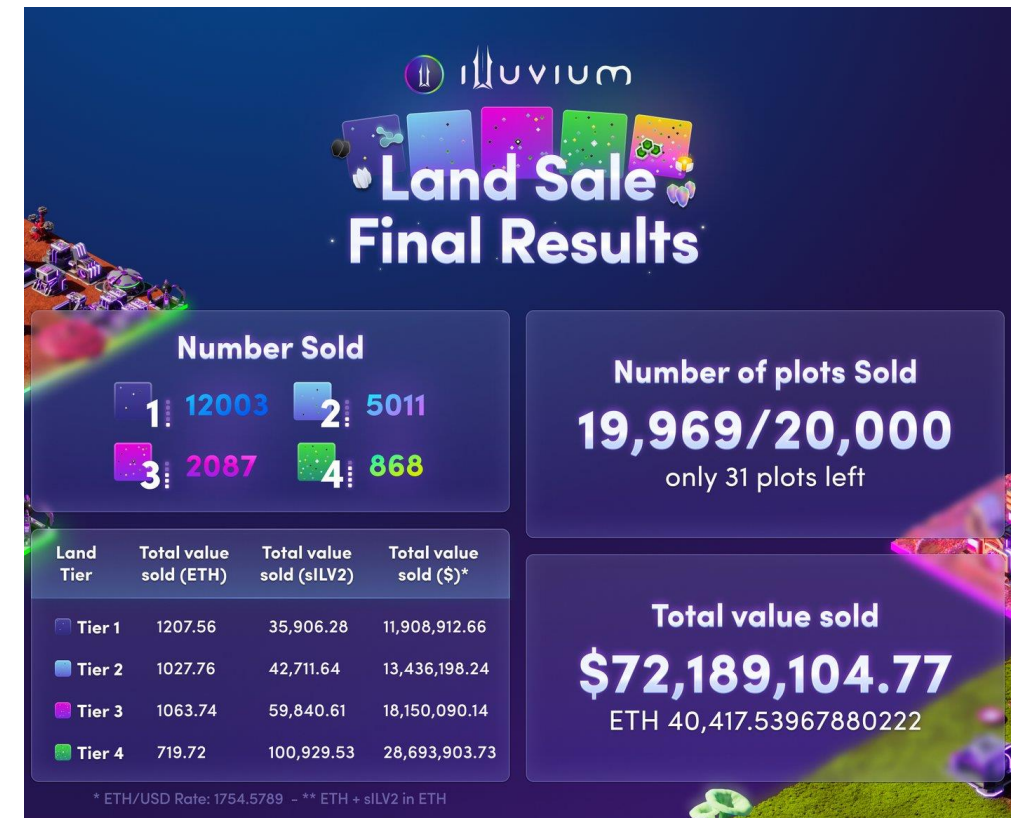 illuvium
Land Sale
Final Results
Number Sold
1 12003 2 5011
3 2087 4 868
Number of plots Sold
19,969/20,000
only 31 plots left
Land Tier Total value sold (ETH) Total value sold (sILV2) Total value sold ($)*
Tier 1 1207.56 35,906.28 11,908,912.66
Tier 2 1027.76 42,711.64 13,436,198.24
Tier 3 1063.74 59,840.61 18,150,090.14
Tier 4 719.72 100,929.53 28,693,903.73
Total value sold
$72,189,104.77
ETH 40,417.53967880222
* ETH/USD Rate: 1754.5789 - ** ETH + sILV2 in ETH